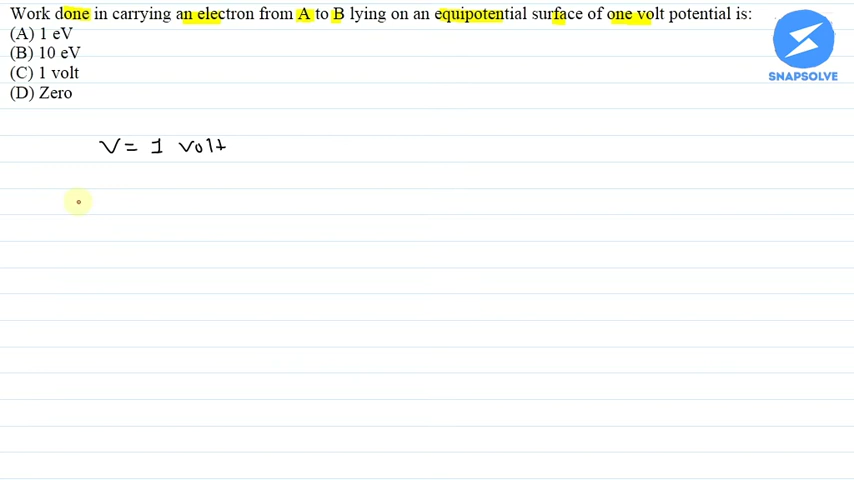 Work done in carrying an electron from A to B lying on an equipotential surface of one volt potential is:
(A) 1 eV
(B) 10 eV
(C) 1 volt
(D) Zero
SNAPSOLVE
V = 1 volt